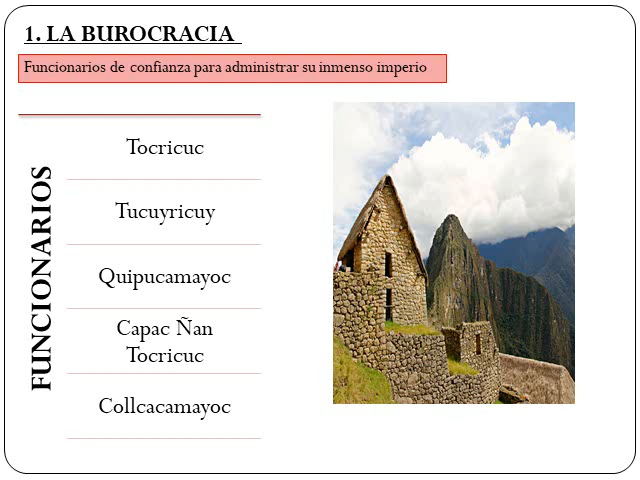 1. LA BUROCRACIA
Funcionarios de confianza para administrar su inmenso imperio
FUNCIONARIOS
Tocricuc
Tucuyricuy
Quipucamayoc
Capac Ñan
Tocricuc
Collcacamayoc